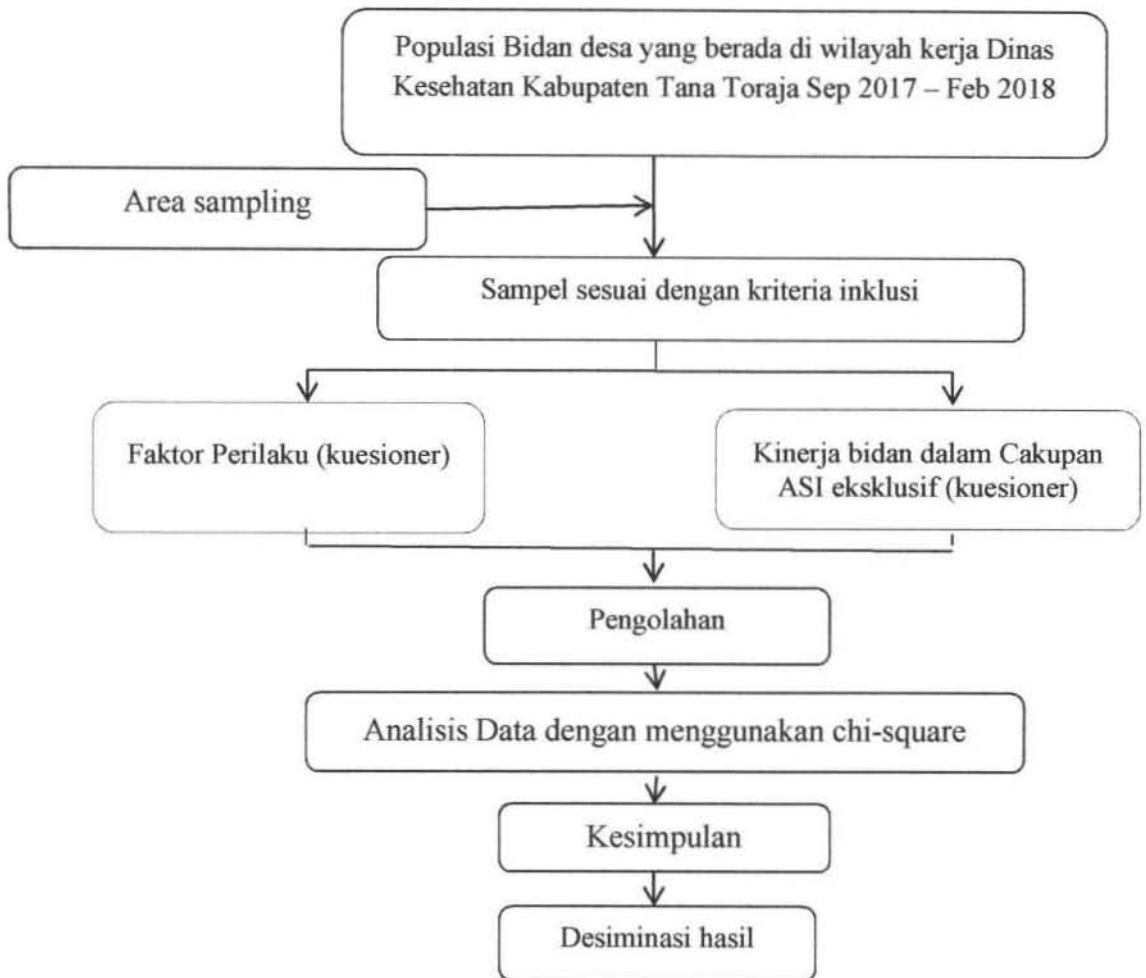 Populasi Bidan desa yang berada di wilayah kerja Dinas
Kesehatan Kabupaten Tana Toraja Sep 2017 – Feb 2018
Area sampling
Sampel sesuai dengan kriteria inklusi
Faktor Perilaku (kuesioner)
Kinerja bidan dalam Cakupan
ASI eksklusif (kuesioner)
Pengolahan
Analisis Data dengan menggunakan chi-square
Kesimpulan
Desiminasi hasil